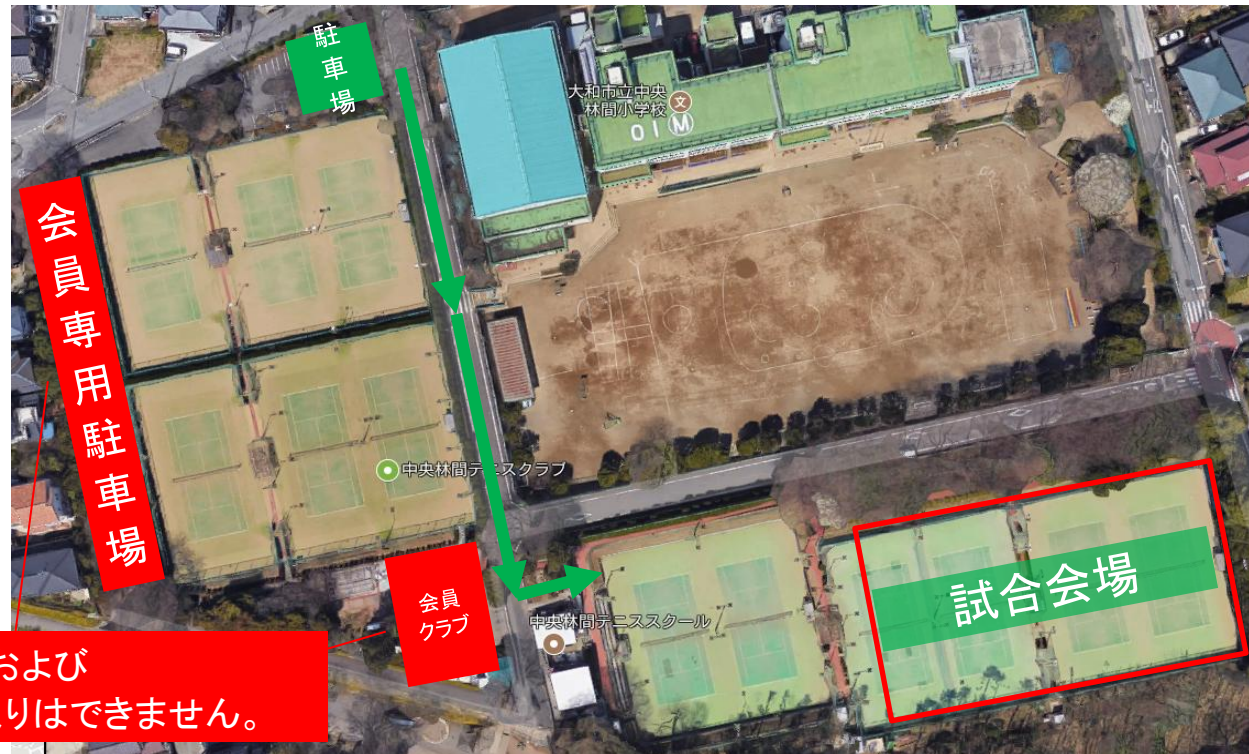 駐車場
大和市立中央
林間小学校
文
M10
会員専用駐車場
中央林間テニスクラブ
会員
クラブ
中央林間テニススクール
試合会場
および
りはできません。